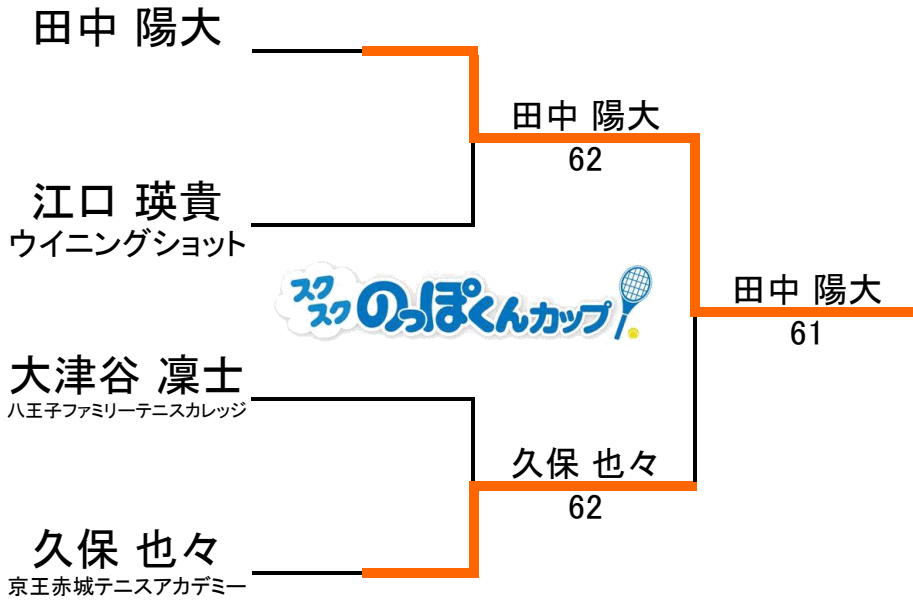 田中 陽大
田中 陽大
62
江口 瑛貴
ウイニングショット
スク
スク のっぽくんカップ
田中 陽大
61
大津谷 凜士
八王子ファミリーテニスカレッジ
久保 也々
62
久保 也々
京王赤城テニスアカデミー